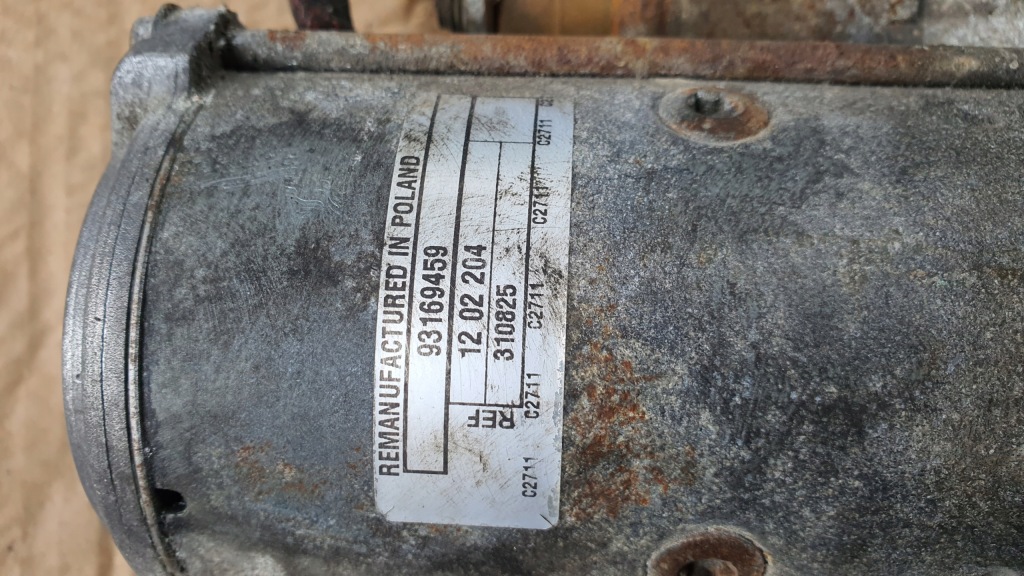 REMANUFACTURED IN POLAND
93169459
12 02 204
310825
REF
C2711 C2711 C2711 C2711 C2711